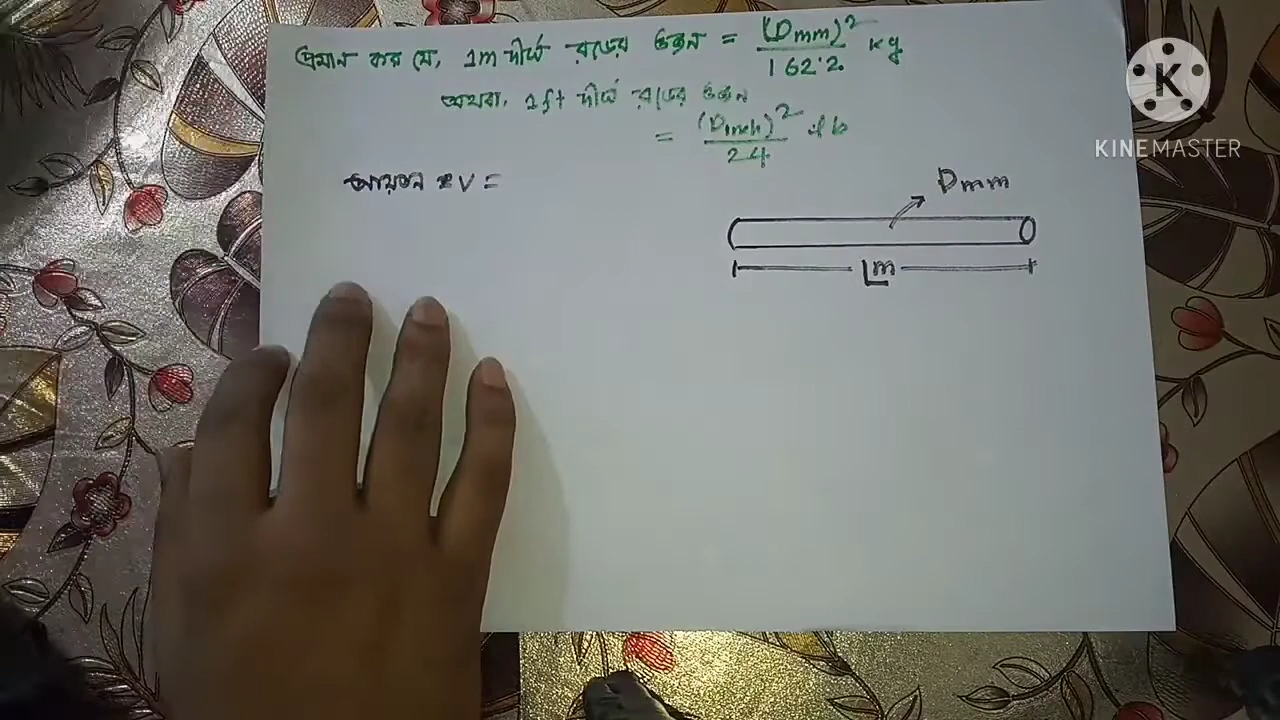 প্রমান কর যে, 1m দীর্ঘ রডের ওজন = (Dmm)² / 162.2 kg
অথবা, 1ft দীর্ঘ রডের ওজন
= (Dinch)² / 24 lb
আয়তন V =
Dmm
Lm
K
KINEMASTER